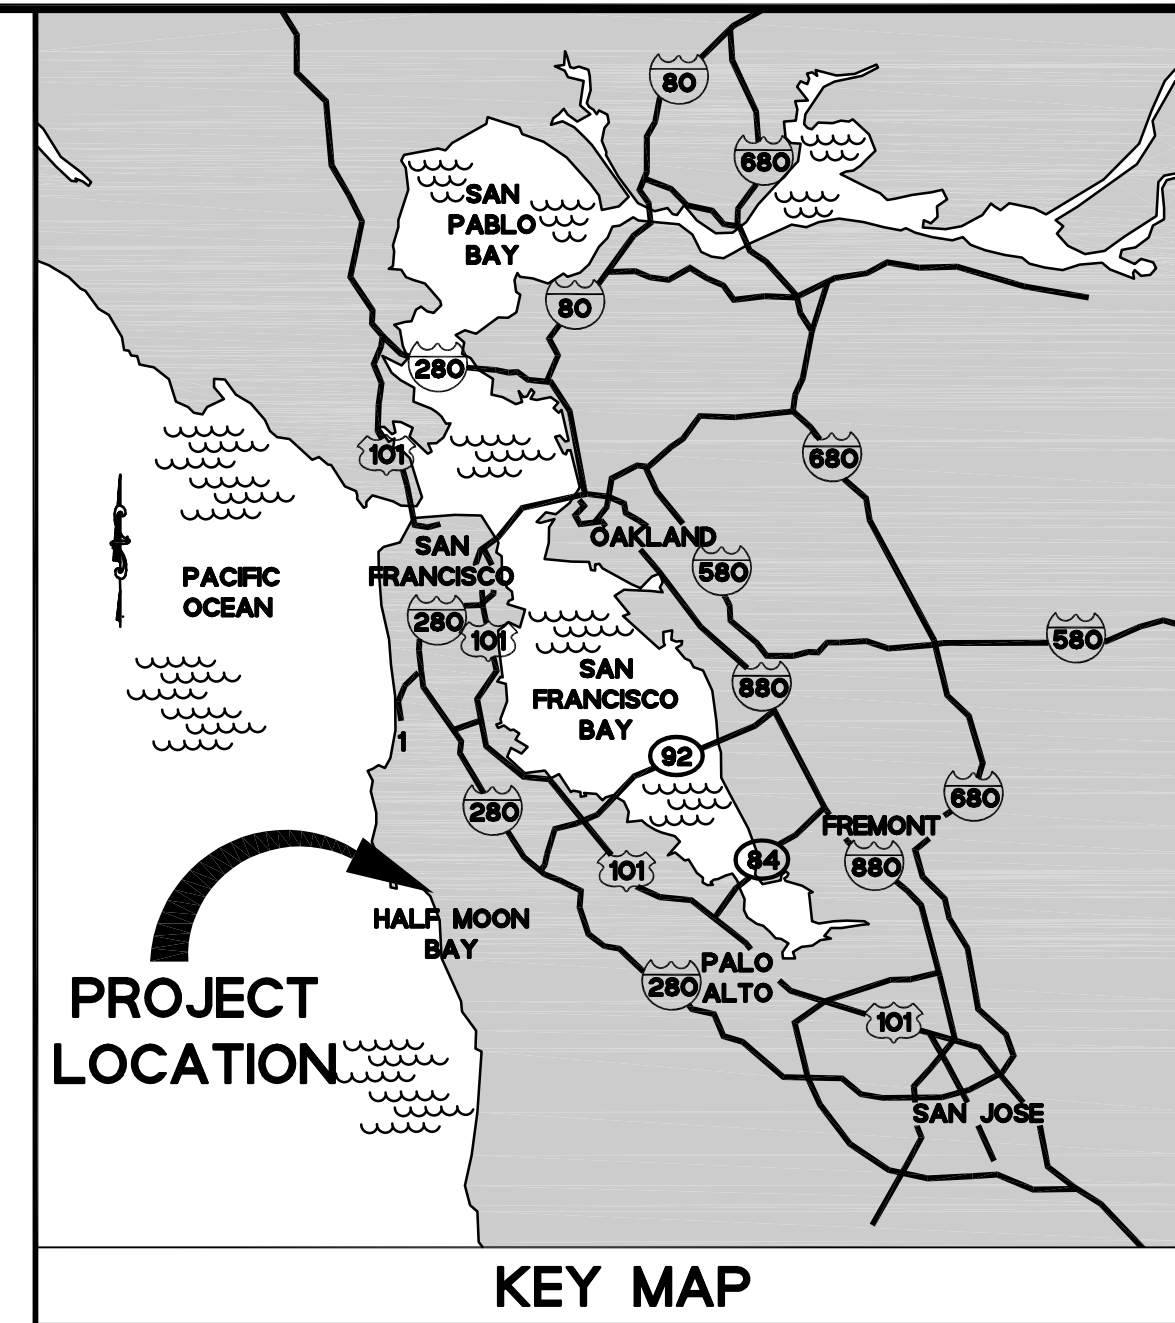 80
680
SAN
PABLO
BAY
80
280
101
680
SAN
FRANCISCO
OAKLAND
580
PACIFIC
OCEAN
280
101
580
SAN
FRANCISCO
BAY
880
1
92
280
680
FREMONT
101
84
880
HALF MOON
BAY
PROJECT
LOCATION
280
PALO
ALTO
101
SAN JOSE
KEY MAP